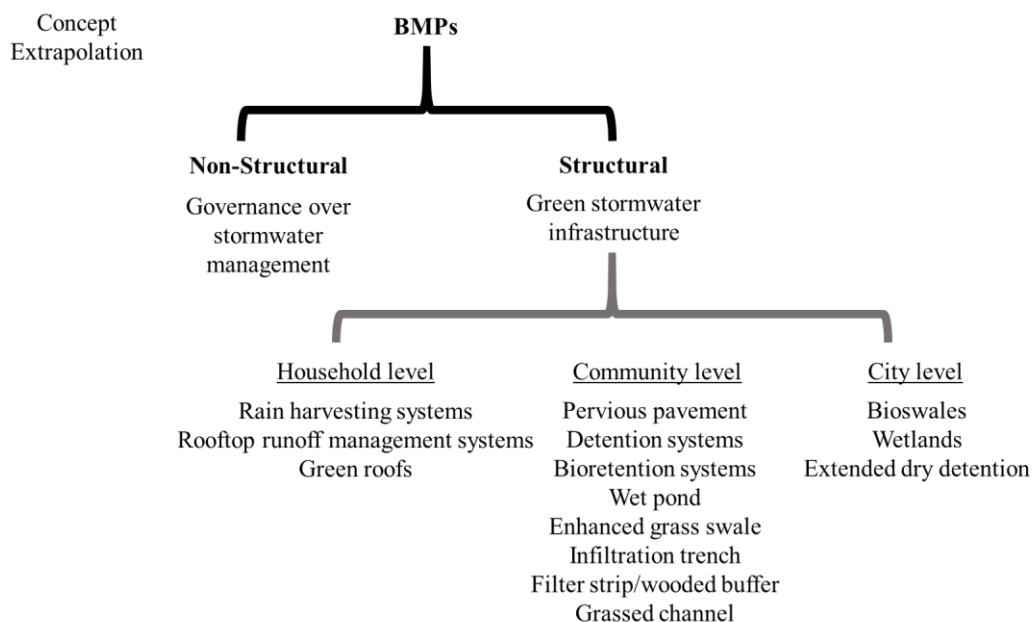 Concept
Extrapolation
BMPs
Non-Structural
Governance over
stormwater
management
Structural
Green stormwater
infrastructure
Household level
Rain harvesting systems
Rooftop runoff management systems
Green roofs
Community level
Pervious pavement
Detention systems
Bioretention systems
Wet pond
Enhanced grass swale
Infiltration trench
Filter strip/wooded buffer
Grassed channel
City level
Bioswales
Wetlands
Extended dry detention